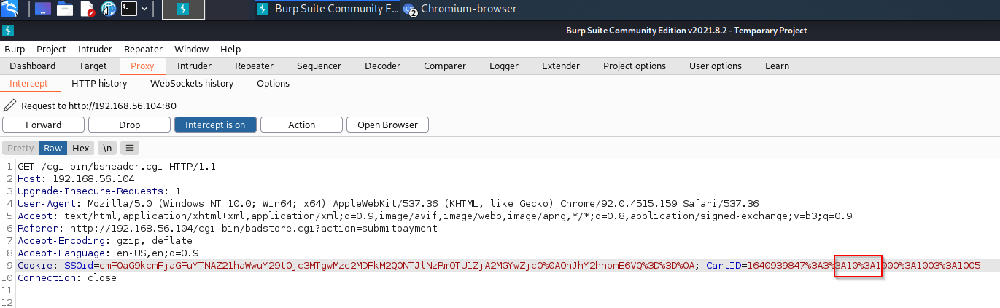 Burp Suite Community E... 2 Chromium-browser
Burp Suite Community Edition v2021.8.2 - Temporary Project
Burp Project Intruder Repeater Window Help
Dashboard Target Proxy Intruder Repeater Sequencer Decoder Comparer Logger Extender Project options User options Learn
Intercept HTTP history WebSockets history Options
Request to http://192.168.56.104:80
Forward Drop Intercept is on Action Open Browser
Pretty Raw Hex \n
1 GET /cgi-bin/bsheader.cgi HTTP/1.1
2 Host: 192.168.56.104
3 Upgrade-Insecure-Requests: 1
4 User-Agent: Mozilla/5.0 (Windows NT 10.0; Win64; x64) AppleWebKit/537.36 (KHTML, like Gecko) Chrome/92.0.4515.159 Safari/537.36
5 Accept: text/html,application/xhtml+xml,application/xml;q=0.9,image/avif,image/webp,image/apng,*/*;q=0.8,application/signed-exchange;v=b3;q=0.9
6 Referer: http://192.168.56.104/cgi-bin/badstore.cgi?action=submitpayment
7 Accept-Encoding: gzip, deflate
8 Accept-Language: en-US,en;q=0.9
9 Cookie: SSOid=cmF0aG9kcmFjaGFuYTNAZ21haWwuY29tOjc3MTgwMzc2MDFkM2Q0NTJlNzRmOTU1ZjA2MGYwZjc0%0AOnJhY2hhbmE6VQ%3D%3D%0A; CartID=1640939847%3A3%3A10%3A1000%3A1003%3A1005
10 Connection: close
11
12